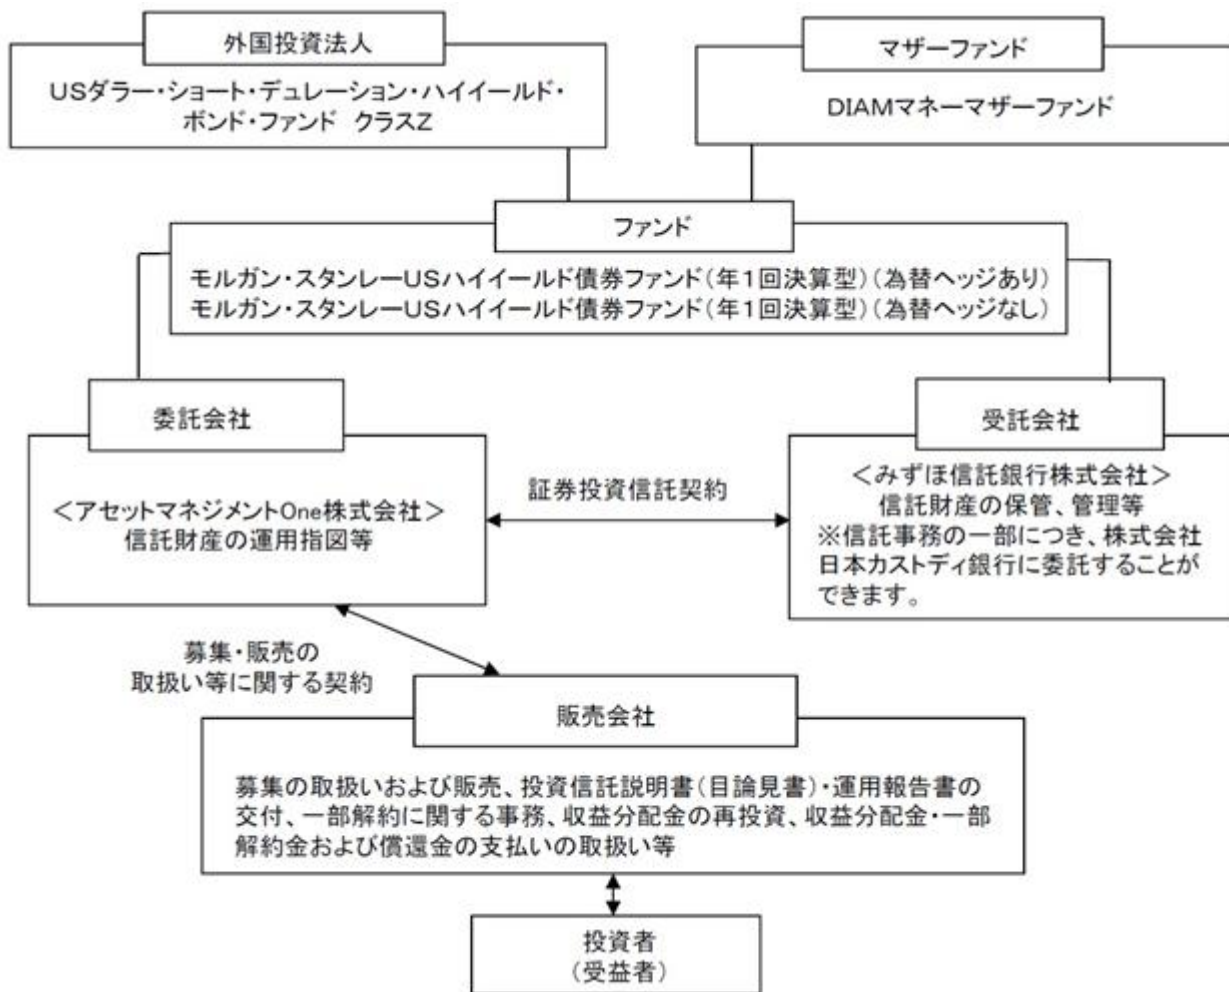 外国投資法人
USダラー・ショート・デュレーション・ハイイールド・
ボンド・ファンド　クラスZ
マザーファンド
DIAMマネーマザーファンド
ファンド
モルガン・スタンレーUSハイイールド債券ファンド(年1回決算型)(為替ヘッジあり)
モルガン・スタンレーUSハイイールド債券ファンド(年1回決算型)(為替ヘッジなし)
委託会社
<アセットマネジメントOne株式会社>
信託財産の運用指図等
証券投資信託契約
受託会社
<みずほ信託銀行株式会社>
信託財産の保管、管理等
※信託事務の一部につき、株式会社
日本カストディ銀行に委託することが
できます。
募集・販売の
取扱い等に関する契約
販売会社
募集の取扱いおよび販売、投資信託説明書(目論見書)・運用報告書の
交付、一部解約に関する事務、収益分配金の再投資、収益分配金・一部
解約金および償還金の支払いの取扱い等
投資者
(受益者)